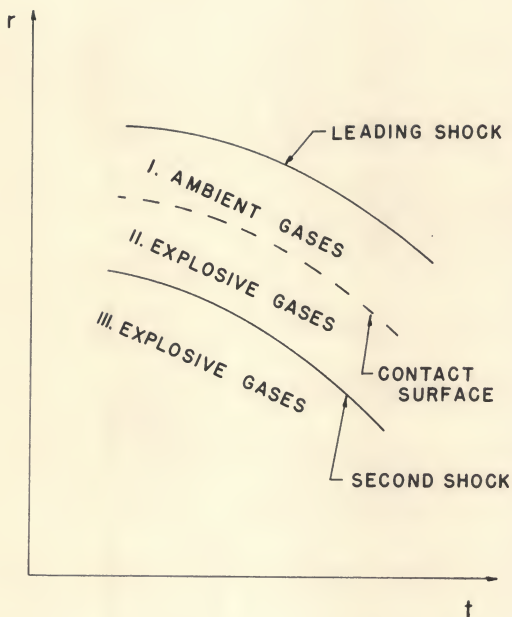 r
LEADING SHOCK
I. AMBIENT GASES
II. EXPLOSIVE GASES
III. EXPLOSIVE GASES
CONTACT
SURFACE
SECOND SHOCK
t